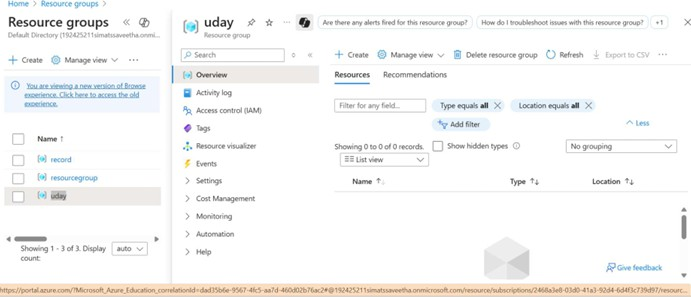 Home > Resource groups >
Resource groups
Default Directory (192425211simatssaveetha.onmi...
+ Create Manage view ...
You are viewing a new version of Browse
experience. Click here to access the old
experience.
Name ↑
record
resourcegroup
uday
Showing 1 - 3 of 3. Display
count:
auto
uday
Resource group
Are there any alerts fired for this resource group?
How do I troubleshoot issues with this resource group?
+1
Search
Overview
Activity log
Access control (IAM)
Tags
Resource visualizer
Events
Settings
Cost Management
Monitoring
Automation
Help
+ Create Manage view Delete resource group Refresh Export to CSV ...
Resources Recommendations
Filter for any field...
Type equals all
Location equals all
Add filter
Less
Showing 0 to 0 of 0 records.
Show hidden types
No grouping
List view
Name ↑ Type ↑↓ Location ↑↓
Give feedback
https://portal.azure.com/?Microsoft_Azure_Education_correlationId=dad35b6e-9567-4fc5-aa7d-460d02b76ac2#@192425211simatssaveetha.onmicrosoft.com/resource/subscriptions/2468a3e8-03d0-41a3-92d4-6d4f3c739d97/resourc...